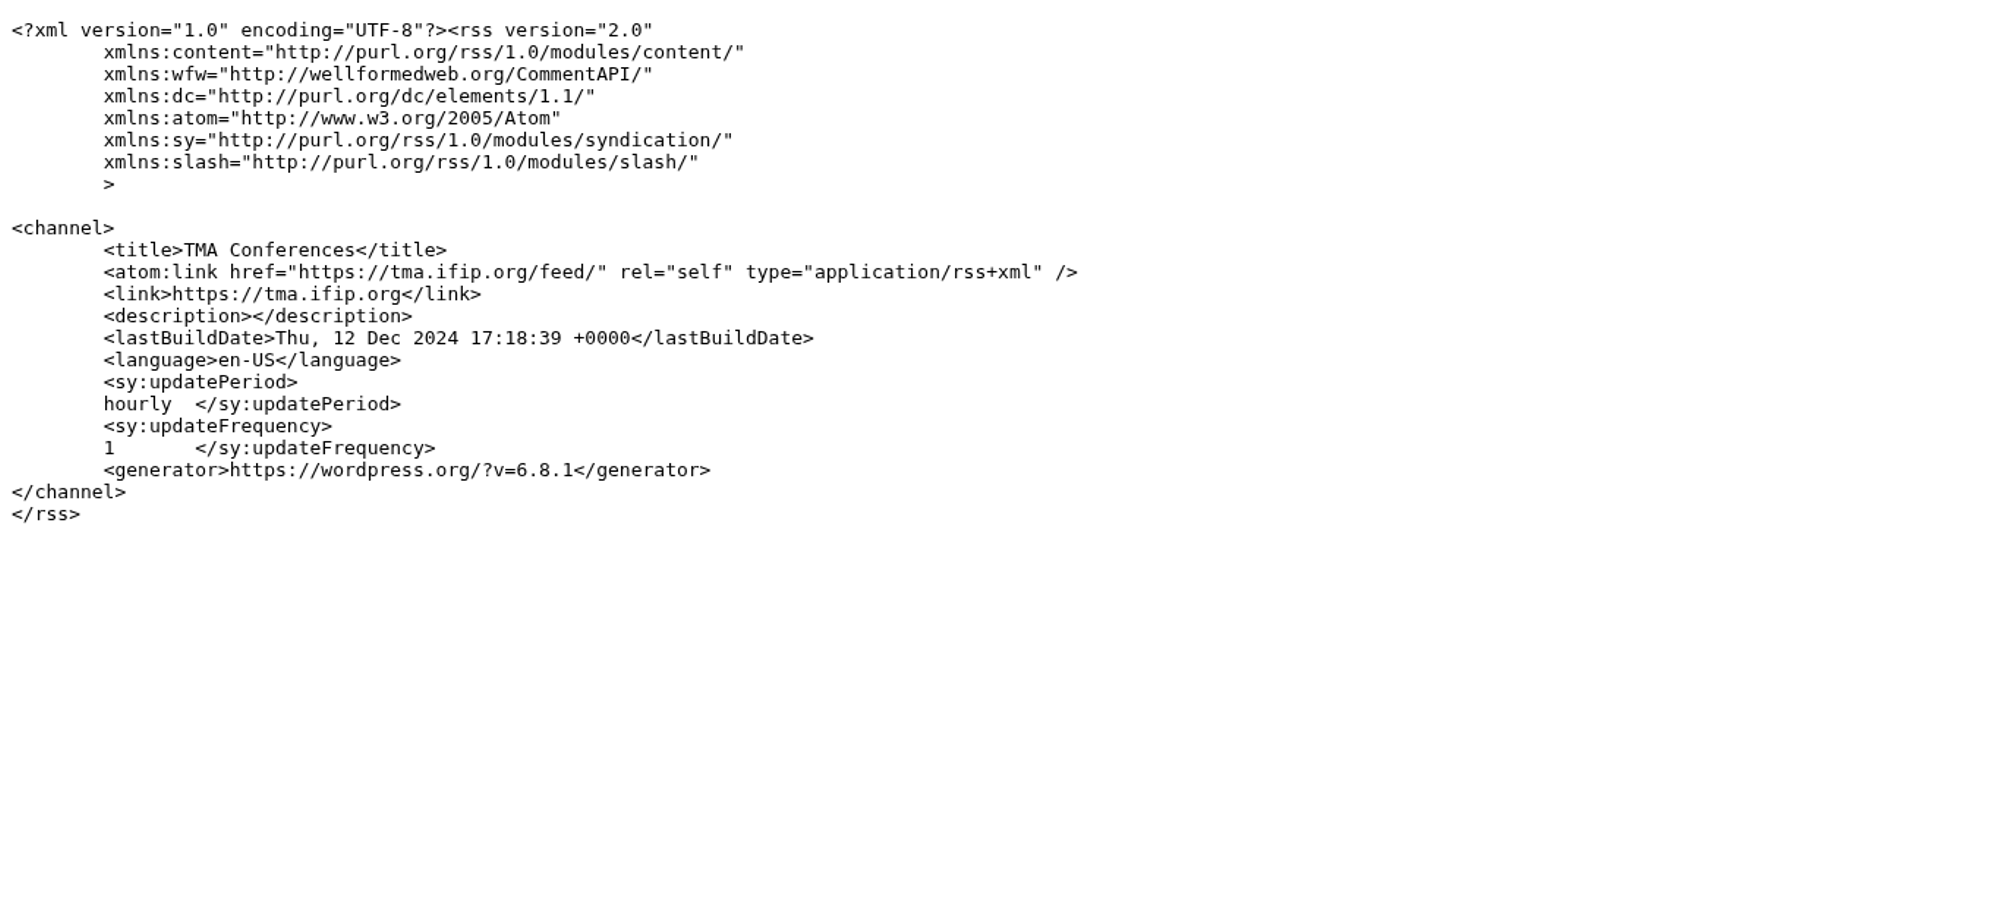 <?xml version="1.0" encoding="UTF-8"?><rss version="2.0"
	xmlns:content="http://purl.org/rss/1.0/modules/content/"
	xmlns:wfw="http://wellformedweb.org/CommentAPI/"
	xmlns:dc="http://purl.org/dc/elements/1.1/"
	xmlns:atom="http://www.w3.org/2005/Atom"
	xmlns:sy="http://purl.org/rss/1.0/modules/syndication/"
	xmlns:slash="http://purl.org/rss/1.0/modules/slash/"
	>

<channel>
	<title>TMA Conferences</title>
	<atom:link href="https://tma.ifip.org/feed/" rel="self" type="application/rss+xml" />
	<link>https://tma.ifip.org</link>
	<description></description>
	<lastBuildDate>Thu, 12 Dec 2024 17:18:39 +0000</lastBuildDate>
	<language>en-US</language>
	<sy:updatePeriod>
	hourly	</sy:updatePeriod>
	<sy:updateFrequency>
	1	</sy:updateFrequency>
	<generator>https://wordpress.org/?v=6.8.1</generator>
</channel>
</rss>